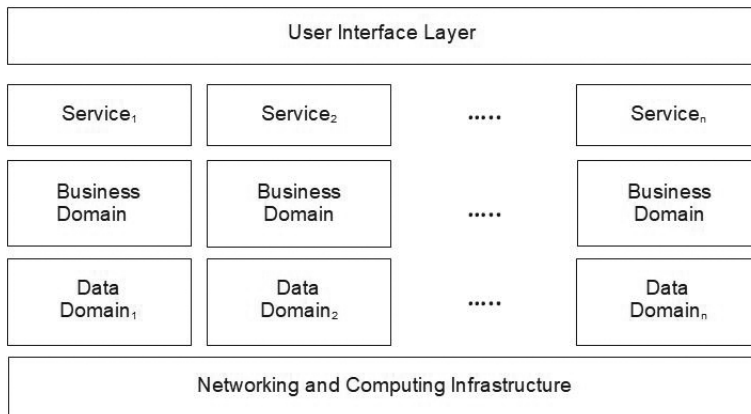 User Interface Layer
Service₁
Service₂
.....
Serviceₙ
Business
Domain
Business
Domain
.....
Business
Domain
Data
Domain₁
Data
Domain₂
.....
Data
Domainₙ
Networking and Computing Infrastructure